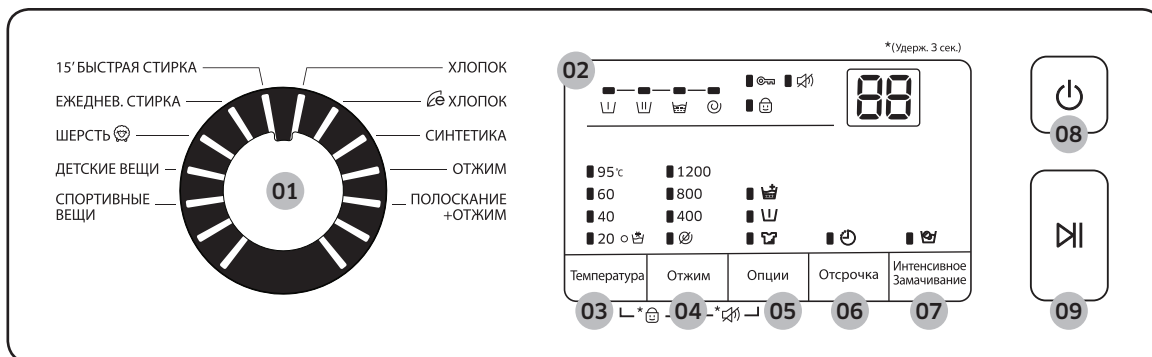 *(Удерж. 3 сек.)
02
15' БЫСТРАЯ СТИРКА
ХЛОПОК
ЕЖЕДНЕВ. СТИРКА
e ХЛОПОК
88
ШЕРСТЬ
СИНТЕТИКА
08
ДЕТСКИЕ ВЕЩИ
ОТЖИМ
СПОРТИВНЫЕ
ВЕЩИ
01
ПОЛОСКАНИЕ
+ОТЖИМ
95°c 1200
60 800
40 400
20
Температура Отжим Опции Отсрочка Интенсивное
Замачивание
03 * 04 * 05 06 07 09